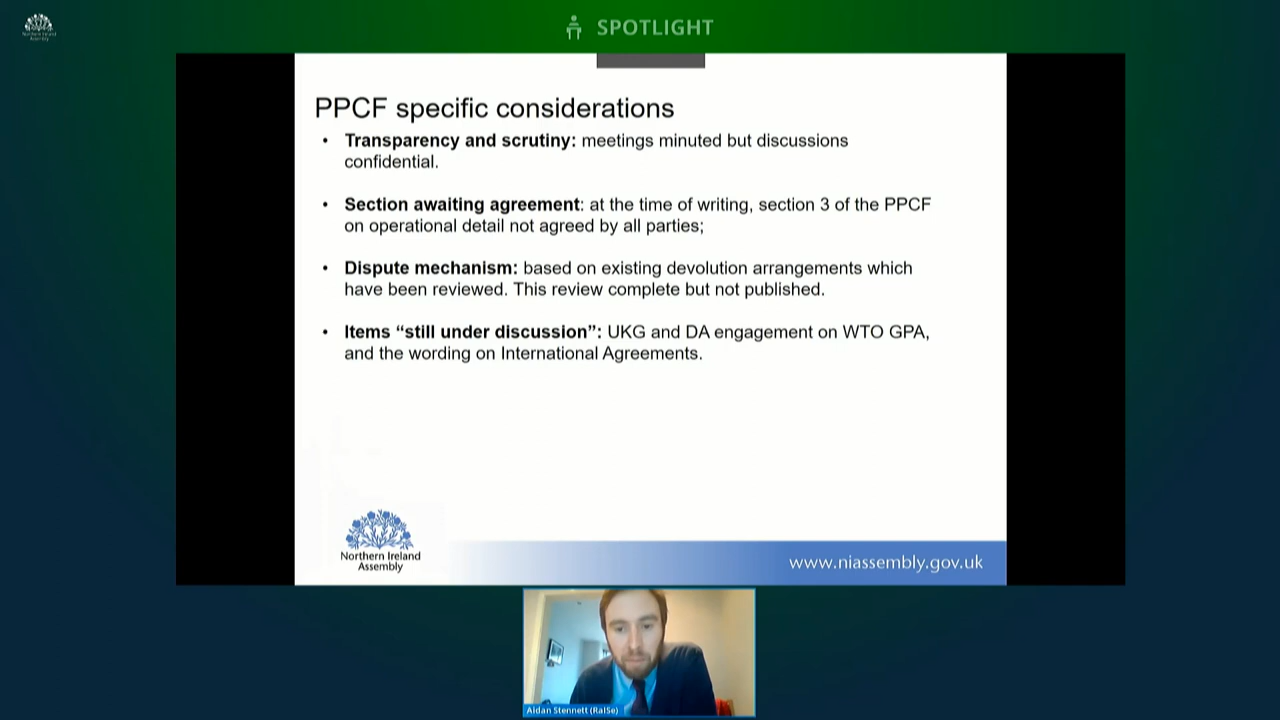 Northern Ireland
Assembly
SPOTLIGHT
PPCF specific considerations
• Transparency and scrutiny: meetings minuted but discussions
confidential.
• Section awaiting agreement: at the time of writing, section 3 of the PPCF
on operational detail not agreed by all parties;
• Dispute mechanism: based on existing devolution arrangements which
have been reviewed. This review complete but not published.
• Items “still under discussion”: UKG and DA engagement on WTO GPA,
and the wording on International Agreements.
Northern Ireland
Assembly
www.niassembly.gov.uk
Aidan Stennett (RaISe)